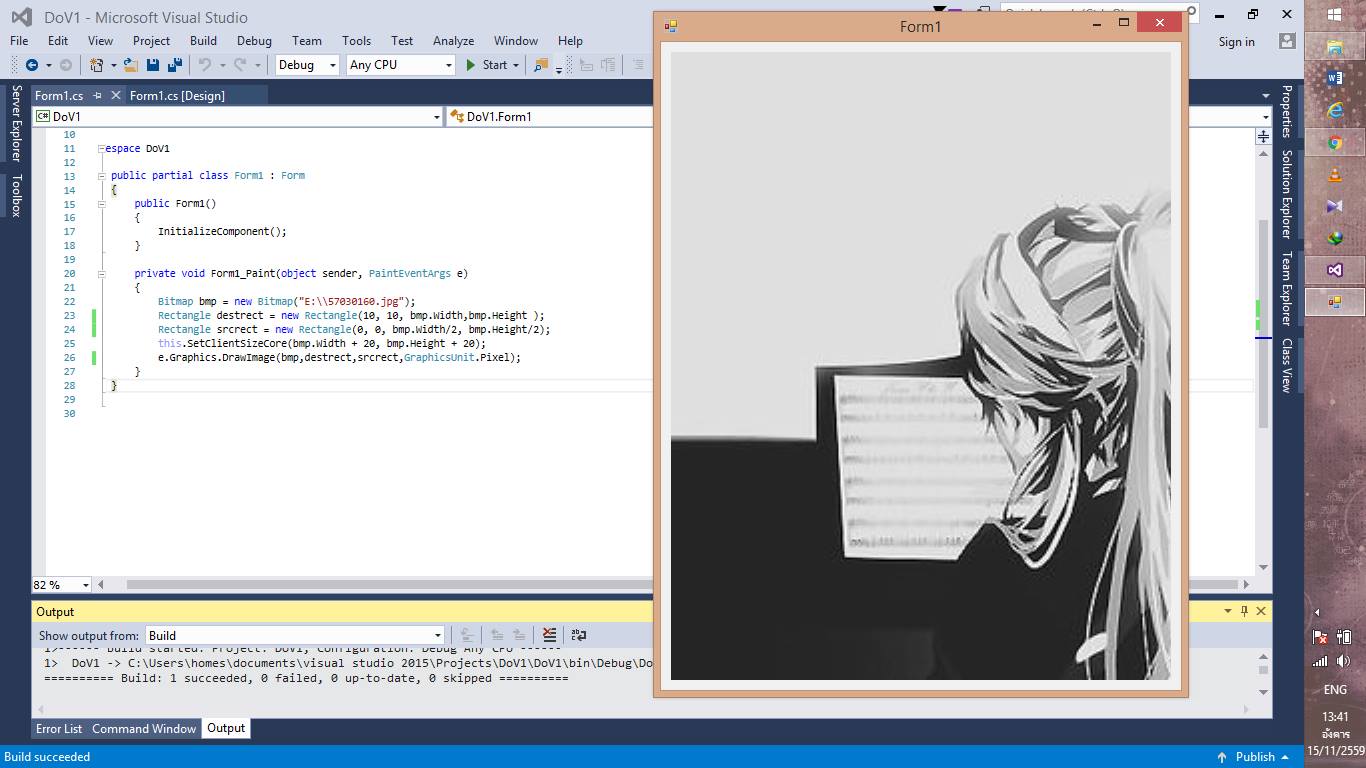 DoV1 - Microsoft Visual Studio
File Edit View Project Build Debug Team Tools Test Analyze Window Help
Sign in
Debug Any CPU Start
Form1.cs Form1.cs [Design]
DoV1 DoV1.Form1
Server Explorer
Toolbox
10
11 espace DoV1
12
13 public partial class Form1 : Form
14 {
15 public Form1()
16 {
17 InitializeComponent();
18 }
19
20 private void Form1_Paint(object sender, PaintEventArgs e)
21 {
22 Bitmap bmp = new Bitmap("E:\\57030160.jpg");
23 Rectangle destrect = new Rectangle(10, 10, bmp.Width,bmp.Height );
24 Rectangle srcrect = new Rectangle(0, 0, bmp.Width/2, bmp.Height/2);
25 this.SetClientSizeCore(bmp.Width + 20, bmp.Height + 20);
26 e.Graphics.DrawImage(bmp,destrect,srcrect,GraphicsUnit.Pixel);
27 }
28 }
29
30
82 %
Form1
Properties
Solution Explorer
Team Explorer
Class View
Output
Show output from: Build
1>------ Build started: Project: DoV1, Configuration: Debug Any CPU ------
1> DoV1 -> C:\Users\homes\documents\visual studio 2015\Projects\DoV1\DoV1\bin\Debug\Do
========== Build: 1 succeeded, 0 failed, 0 up-to-date, 0 skipped ==========
Error List Command Window Output
Build succeeded
Publish
ENG
13:41
อังคาร
15/11/2559